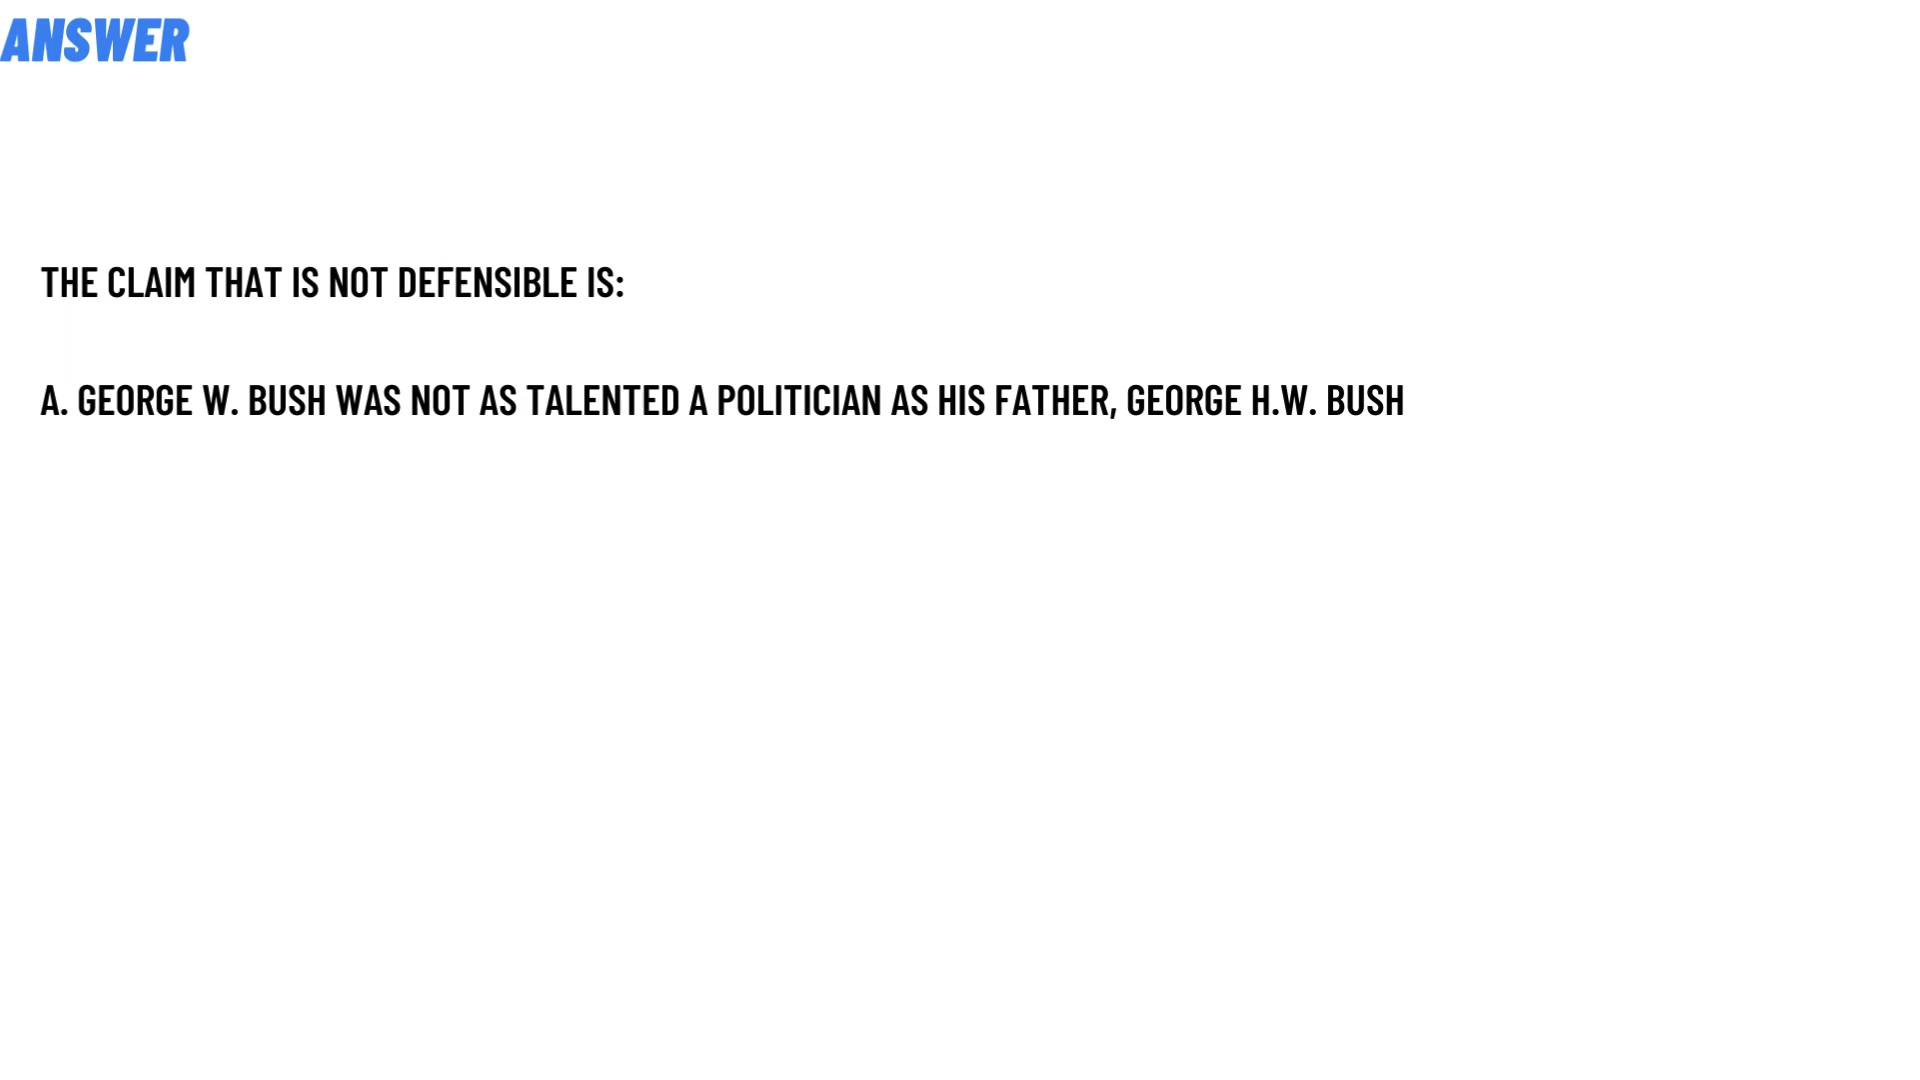 ANSWER
THE CLAIM THAT IS NOT DEFENSIBLE IS:
A. GEORGE W. BUSH WAS NOT AS TALENTED A POLITICIAN AS HIS FATHER, GEORGE H.W. BUSH